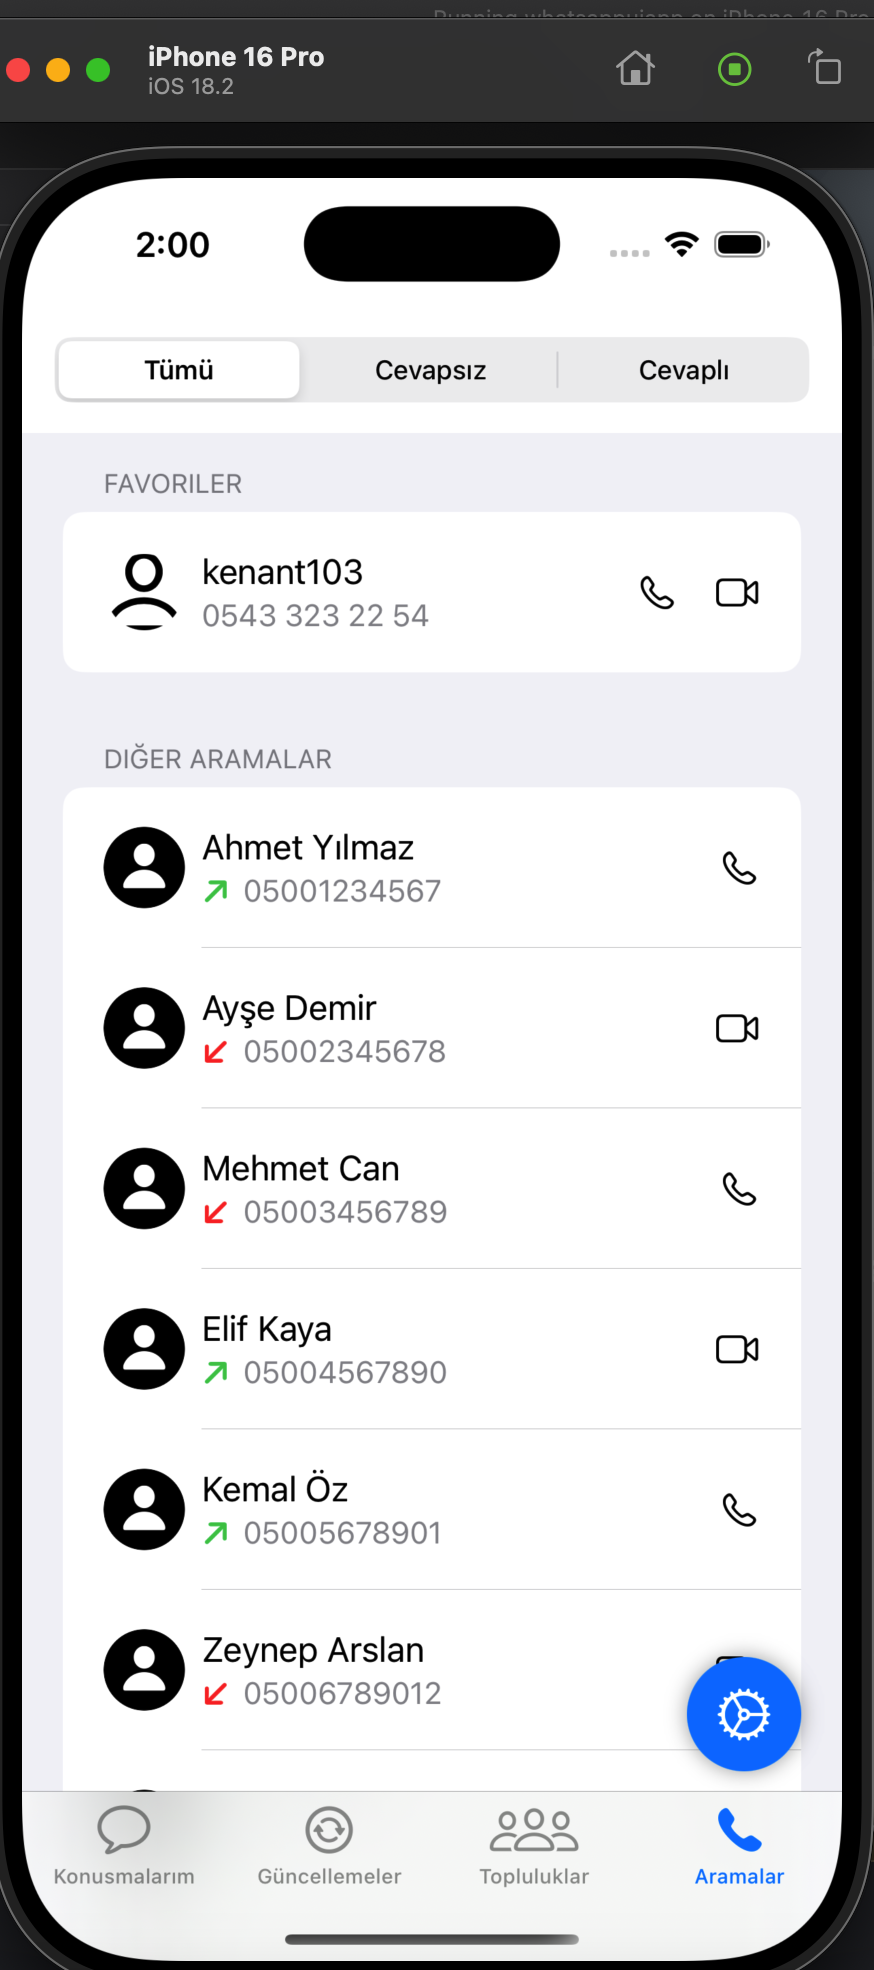 iPhone 16 Pro
iOS 18.2
2:00
Tümü Cevapsız Cevaplı
FAVORILER
kenant103
0543 323 22 54
DIĞER ARAMALAR
Ahmet Yılmaz
05001234567
Ayşe Demir
05002345678
Mehmet Can
05003456789
Elif Kaya
05004567890
Kemal Öz
05005678901
Zeynep Arslan
05006789012
Konusmalarım Güncellemeler Topluluklar Aramalar